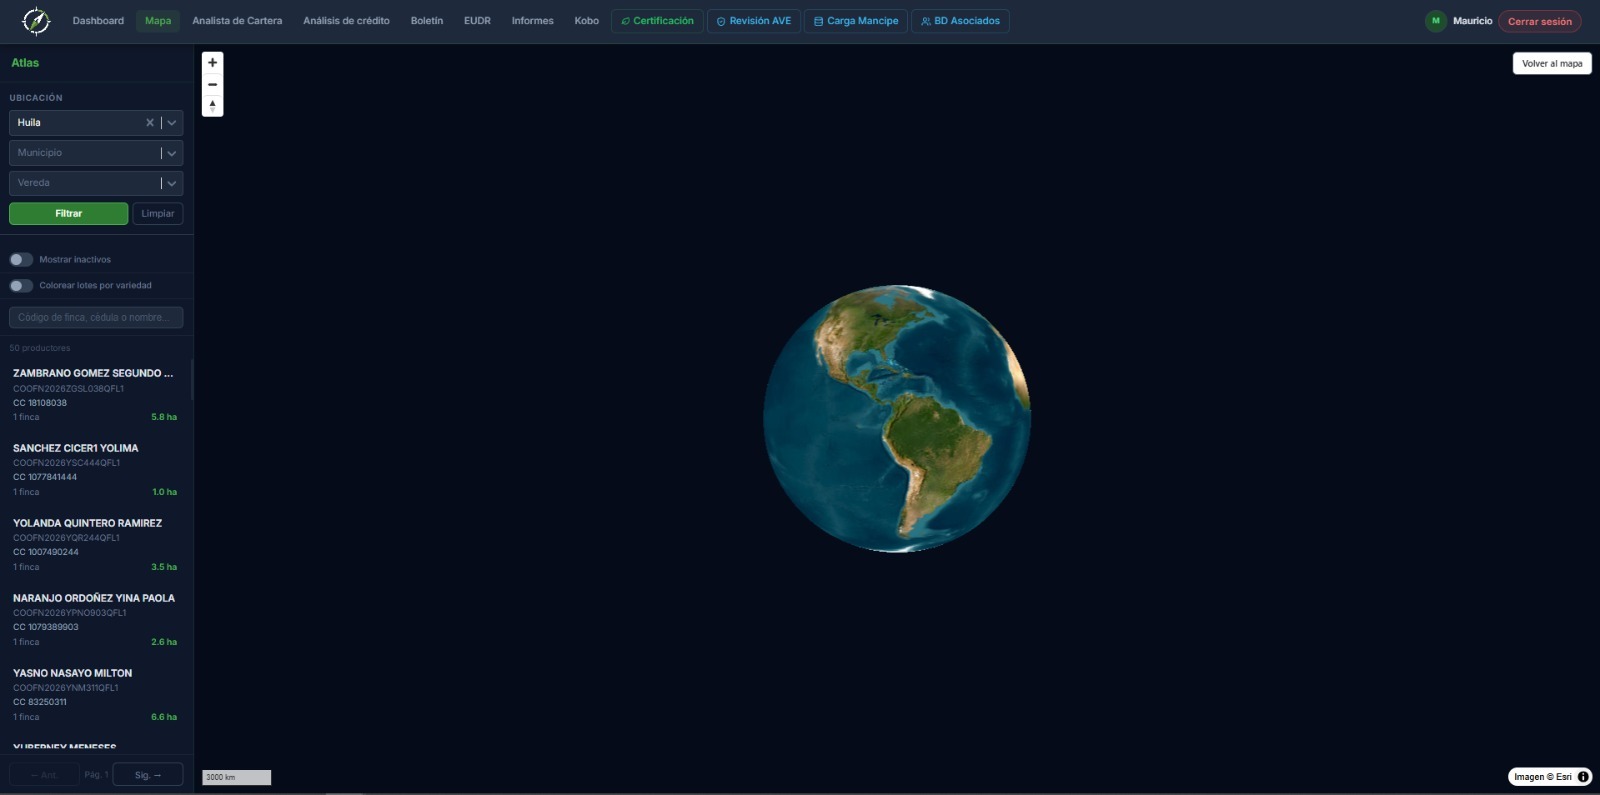 Dashboard
Mapa
Analista de Cartera
Análisis de crédito
Boletín
EUDR
Informes
Kobo
Certificación
Revisión AVE
Carga Mancipe
BD Asociados
M
Mauricio
Cerrar sesión
Atlas
UBICACIÓN
Huila
Municipio
Vereda
Filtrar
Limpiar
Mostrar inactivos
Colorear lotes por variedad
Código de finca, cédula o nombre...
50 productores
ZAMBRANO GOMEZ SEGUNDO ...
COOFN2026ZGSL038QFL1
CC 18108038
1 finca 5.8 ha
SANCHEZ CICER1 YOLIMA
COOFN2026YSC444QFL1
CC 1077841444
1 finca 1.0 ha
YOLANDA QUINTERO RAMIREZ
COOFN2026YQR244QFL1
CC 1007490244
1 finca 3.5 ha
NARANJO ORDOÑEZ YINA PAOLA
COOFN2026YPNO903QFL1
CC 1079389903
1 finca 2.6 ha
YASNO NASAYO MILTON
COOFN2026YNM311QFL1
CC 83250311
1 finca 6.6 ha
YUBERNEY MENESES
← Ant.
Pág. 1
Sig. →
Volver al mapa
3000 km
Imagen © Esri